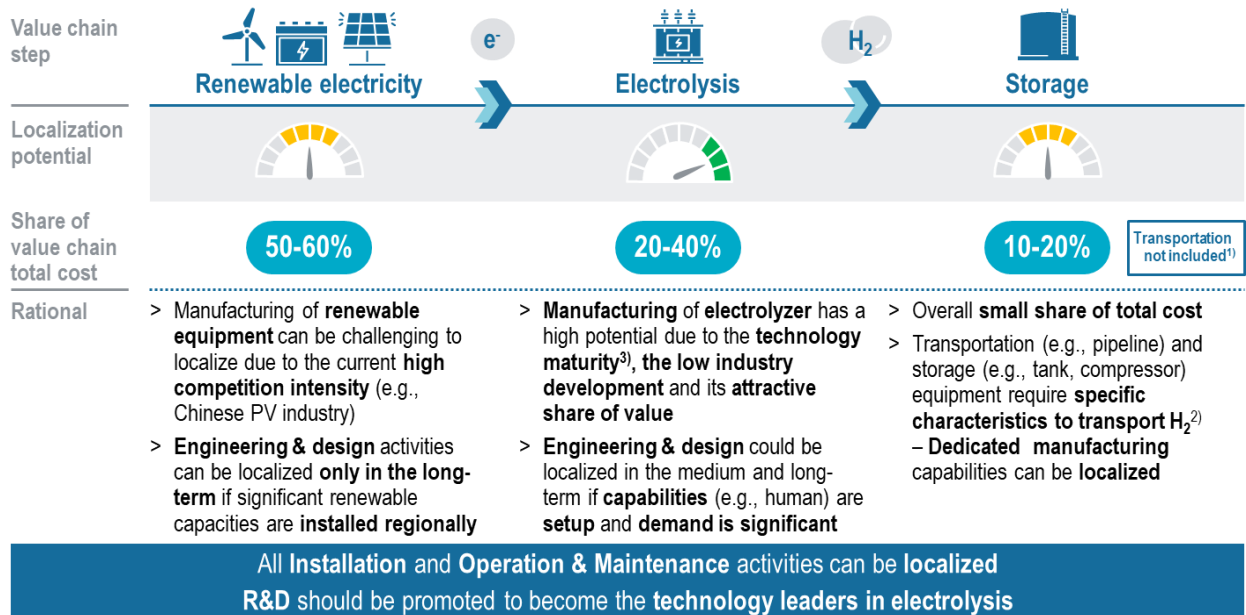 Value chain
step
e-
H2
Renewable electricity
Electrolysis
Storage
Localization
potential
Share of
value chain
total cost
50-60%
20-40%
10-20%
Transportation
not included1)
Rational
> Manufacturing of renewable
equipment can be challenging to
localize due to the current high
competition intensity (e.g.,
Chinese PV industry)
> Engineering & design activities
can be localized only in the long-
term if significant renewable
capacities are installed regionally
> Manufacturing of electrolyzer has a
high potential due to the technology
maturity3), the low industry
development and its attractive
share of value
> Engineering & design could be
localized in the medium and long-
term if capabilities (e.g., human) are
setup and demand is significant
> Overall small share of total cost
> Transportation (e.g., pipeline) and
storage (e.g., tank, compressor)
equipment require specific
characteristics to transport H2 2)
– Dedicated manufacturing
capabilities can be localized
All Installation and Operation & Maintenance activities can be localized
R&D should be promoted to become the technology leaders in electrolysis